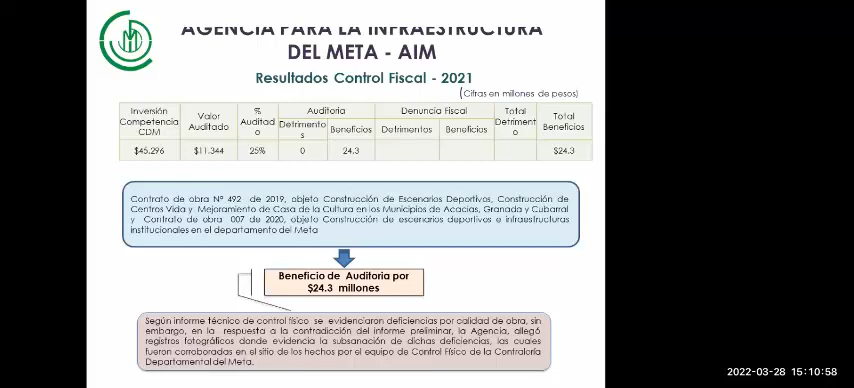 AGENCIA PARA LA INFRAESTRUCTURA
DEL META - AIM
Resultados Control Fiscal - 2021
(Cifras en millones de pesos)
Inversión Competencia CDM | Valor Auditado | % Auditad o | Auditoria | Denuncia Fiscal | Total Detriment o | Total Beneficios
Detrimento s | Beneficios | Detrimentos | Beneficios
$45.296 | $11.344 | 25% | 0 | 24.3 | $24.3
Contrato de obra Nº 492 de 2019, objeto Construcción de Escenarios Deportivos, Construcción de
Centros Vida y Mejoramiento de Casa de la Cultura en los Municipios de Acacias, Granada y Cubarral
y Contrato de obra 007 de 2020, objeto Construcción de escenarios deportivos e infraestructuras
institucionales en el departamento del Meta
Beneficio de Auditoria por
$24.3 millones
Según informe técnico de control físico se evidenciaron deficiencias por calidad de obra, sin
embargo, en la respuesta a la contradicción del informe preliminar, la Agencia, allegó
registros fotográficos donde evidencia la subsanación de dichas deficiencias, las cuales
fueron corroboradas en el sitio de los hechos por el equipo de Control Físico de la Contraloría
Departamental del Meta.
2022-03-28 15:10:58